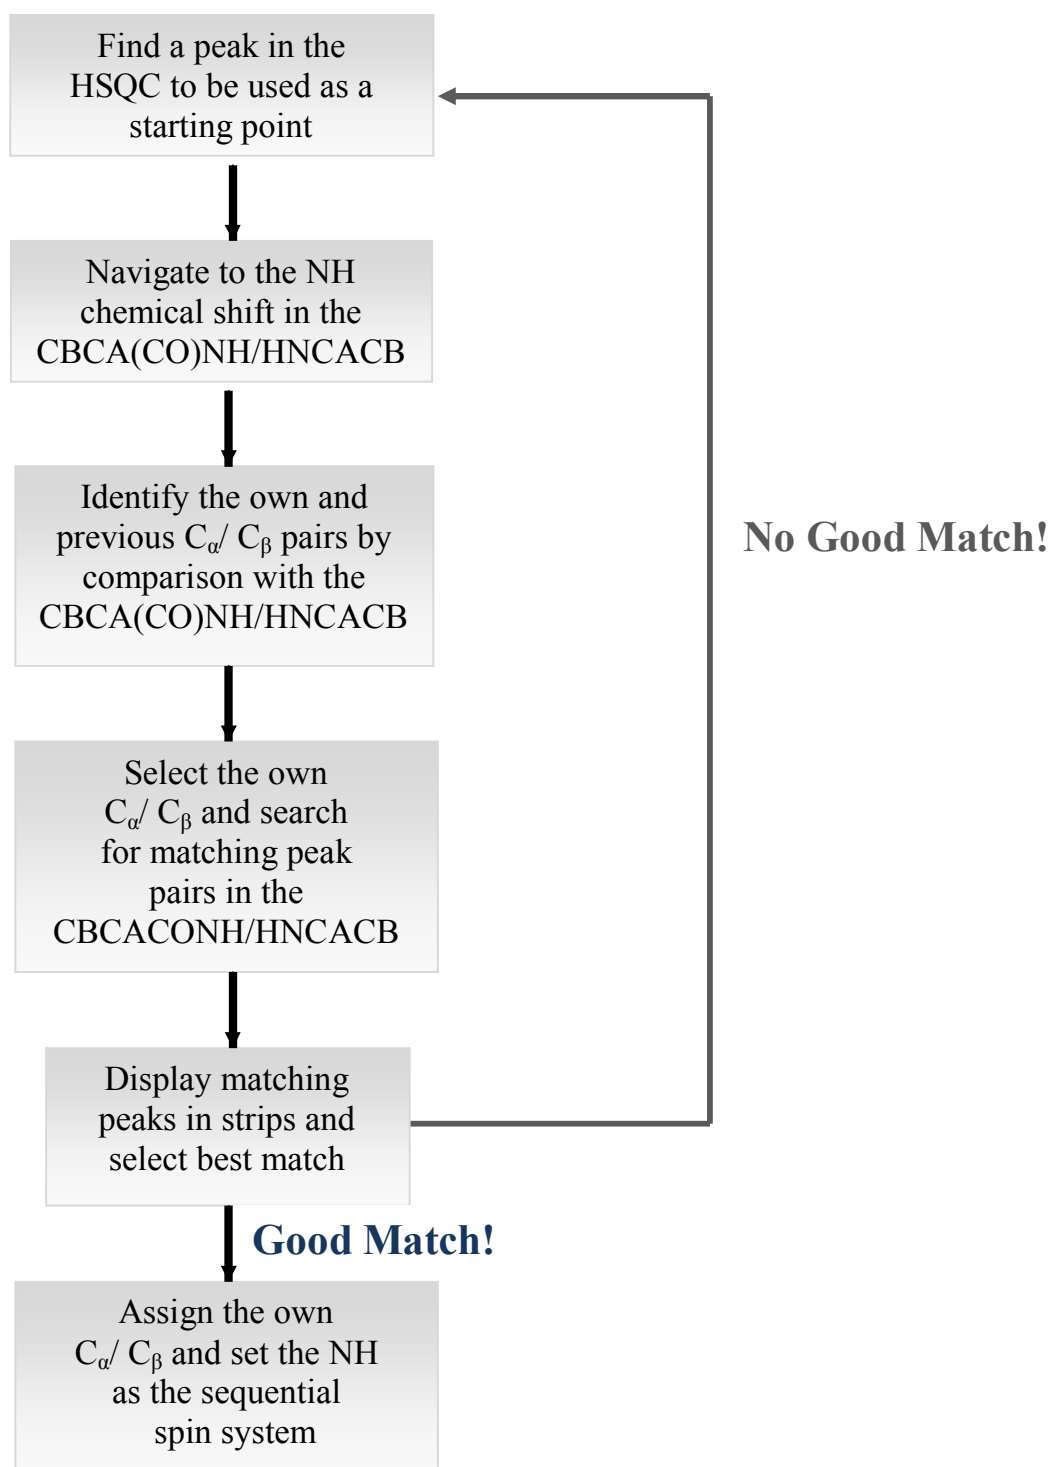 Find a peak in the
HSQC to be used as a
starting point
Navigate to the NH
chemical shift in the
CBCA(CO)NH/HNCACB
Identify the own and
previous Cα/ Cβ pairs by
comparison with the
CBCA(CO)NH/HNCACB
No Good Match!
Select the own
Cα/ Cβ and search
for matching peak
pairs in the
CBCACONH/HNCACB
Display matching
peaks in strips and
select best match
Good Match!
Assign the own
Cα/ Cβ and set the NH
as the sequential
spin system